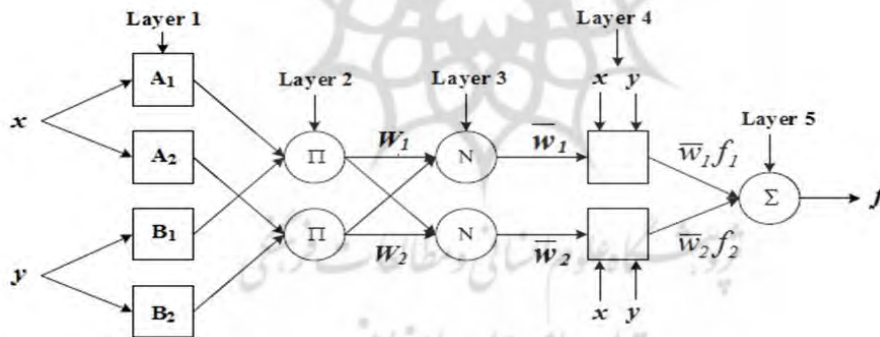 Layer 1
Layer 4
A1
x y
Layer 2
Layer 3
x
W1
w̅1
Layer 5
Π
N
w̅1f1
A2
Σ
f
B1
Π
N
w̅2f2
W2
w̅2
y
B2
x y